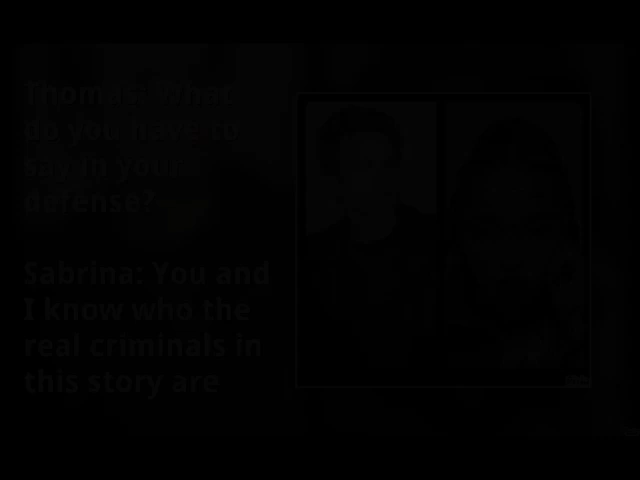 Thomas: What
do you have to
say in your
defense?
Sabrina: You and
I know who the
real criminals in
this story are